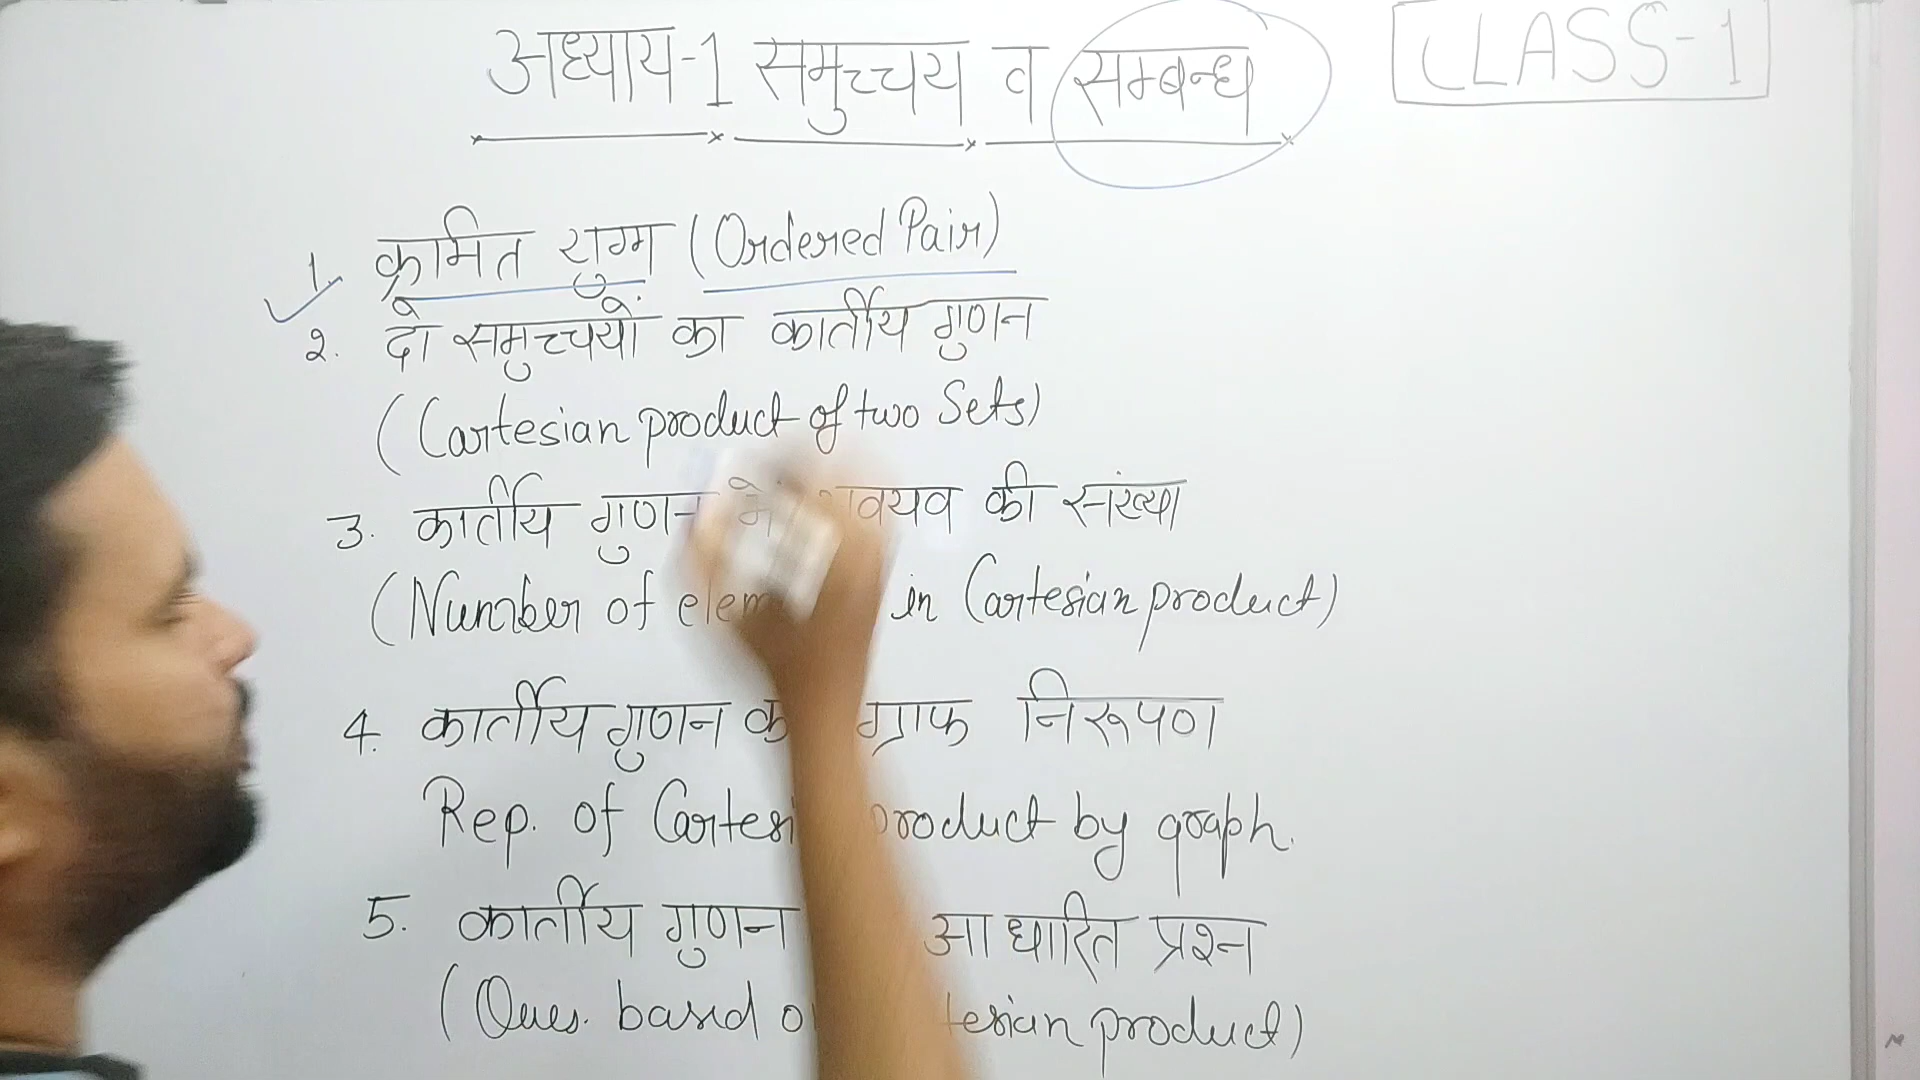 अध्याय-1 समुच्चय व सम्बन्ध
CLASS-1
1. क्रमित युग्म (Ordered Pair)
2. दो समुच्चयों का कार्तीय गुणन
(Cartesian product of two Sets)
3. कार्तीय गुणन में की संख्या
(Number of in Cartesian product)
4. कार्तीय गुणन ग्राफ निरूपण
Rep. of product by graph.
5. कार्तीय गुणन आधारित प्रश्न
(Ques. based product)